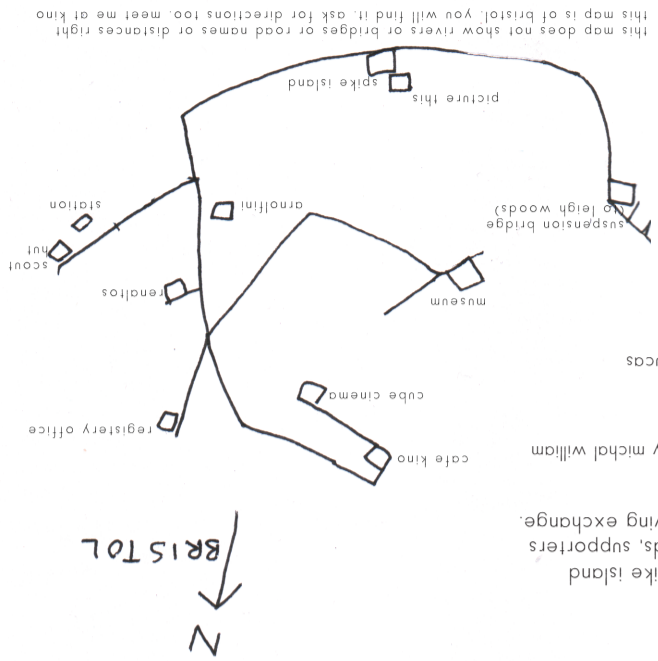 N
BRISTOL
pike island
ds, supporters
ving exchange.
y michal william
ucas
cafe kino
registery office
cube cinema
museum
renaltos
scout
hut
station
arnolfini
suspension bridge
(to leigh woods?
picture this
spike island
this map does not show rivers or bridges or road names or distances right
this map is of bristol. you will find it. ask for directions too. meet me at kino